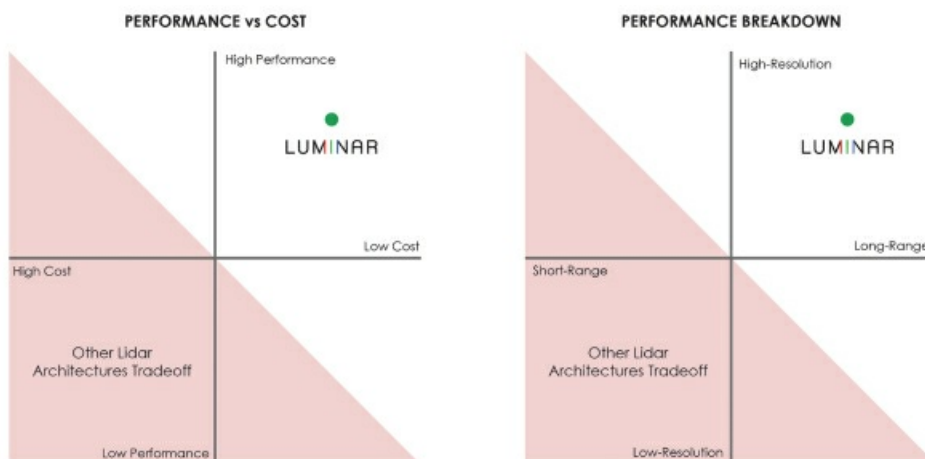 PERFORMANCE vs COST
High Performance
LUMINAR
Low Cost
High Cost
Other Lidar
Architectures Tradeoff
Low Performance
PERFORMANCE BREAKDOWN
High-Resolution
LUMINAR
Long-Range
Short-Range
Other Lidar
Architectures Tradeoff
Low-Resolution